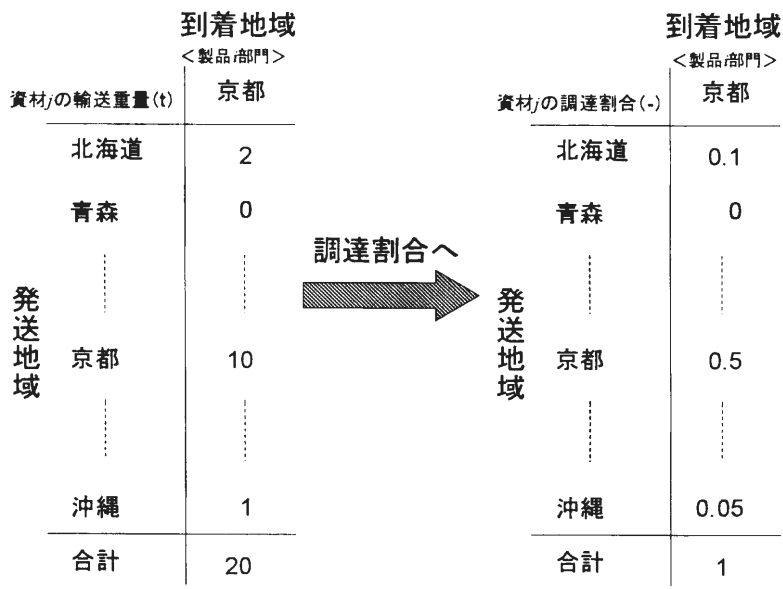 到着地域
<製品i部門>
資材jの輸送重量(t) 京都
北海道 2
青森 0
発送地域
京都 10
沖縄 1
合計 20
調達割合へ
到着地域
<製品i部門>
資材jの調達割合(-) 京都
北海道 0.1
青森 0
発送地域
京都 0.5
沖縄 0.05
合計 1